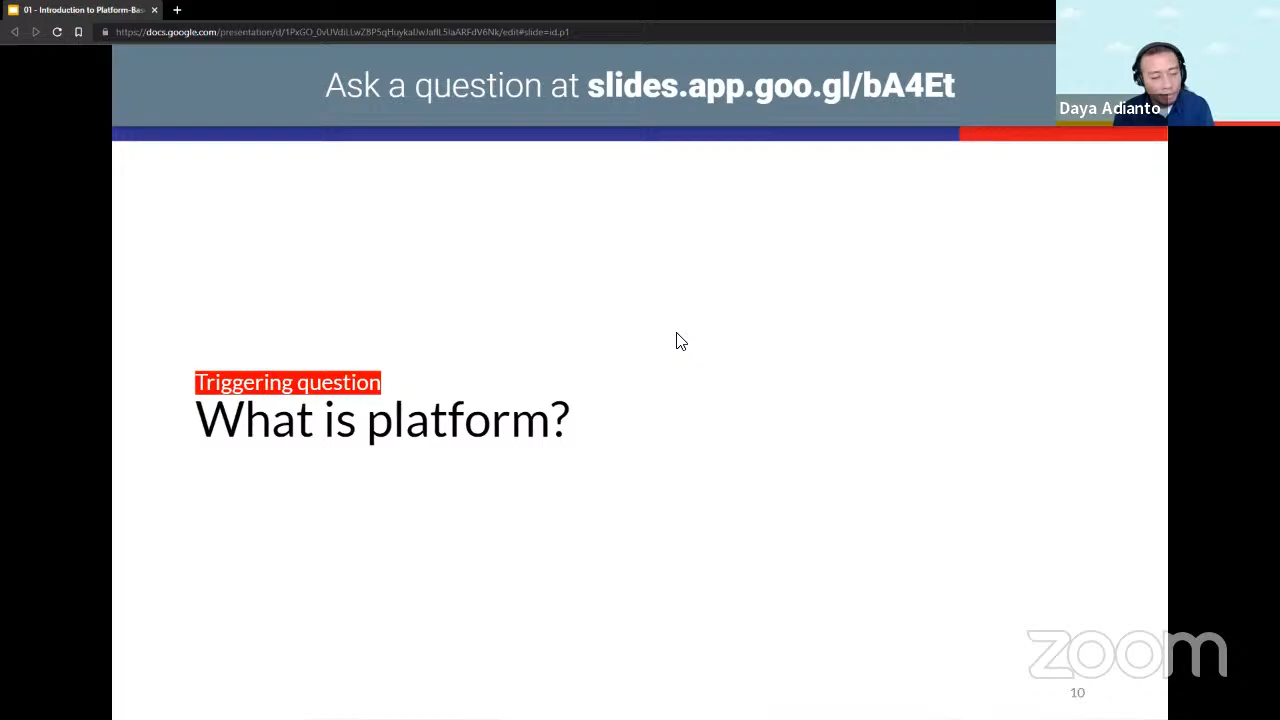 01 - Introduction to Platform-Bas
Ask a question at slides.app.goo.gl/bA4Et
Daya Adianto
Triggering question
What is platform?
zoom
10